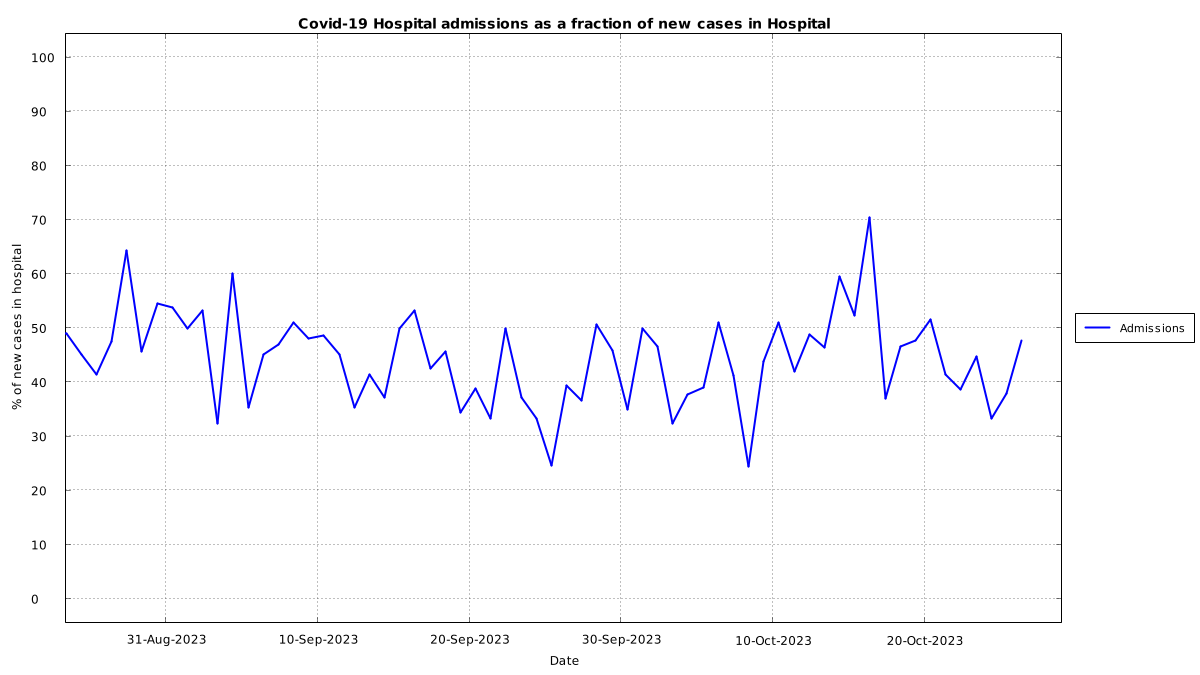 Covid-19 Hospital admissions as a fraction of new cases in Hospital
100
90
80
70
60
50
40
30
20
10
0
% of new cases in hospital
31-Aug-2023
10-Sep-2023
20-Sep-2023
30-Sep-2023
10-Oct-2023
20-Oct-2023
Date
Admissions